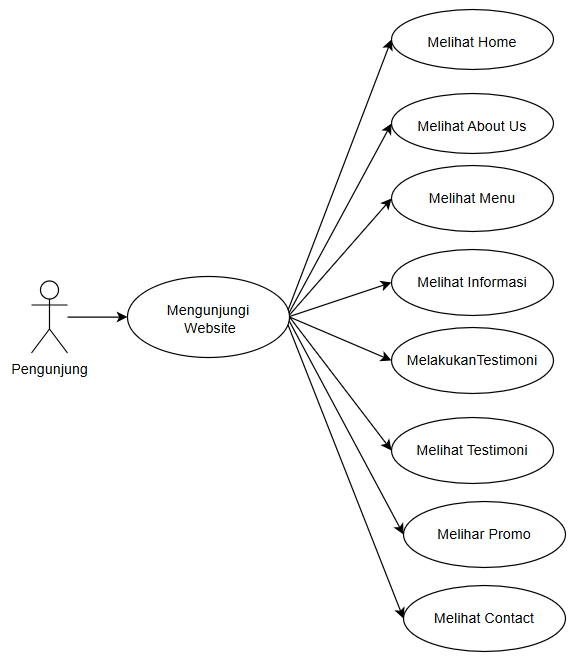 Melihat Home
Melihat About Us
Melihat Menu
Melihat Informasi
Mengunjungi
Website
MelakukanTestimoni
Pengunjung
Melihat Testimoni
Melihar Promo
Melihat Contact